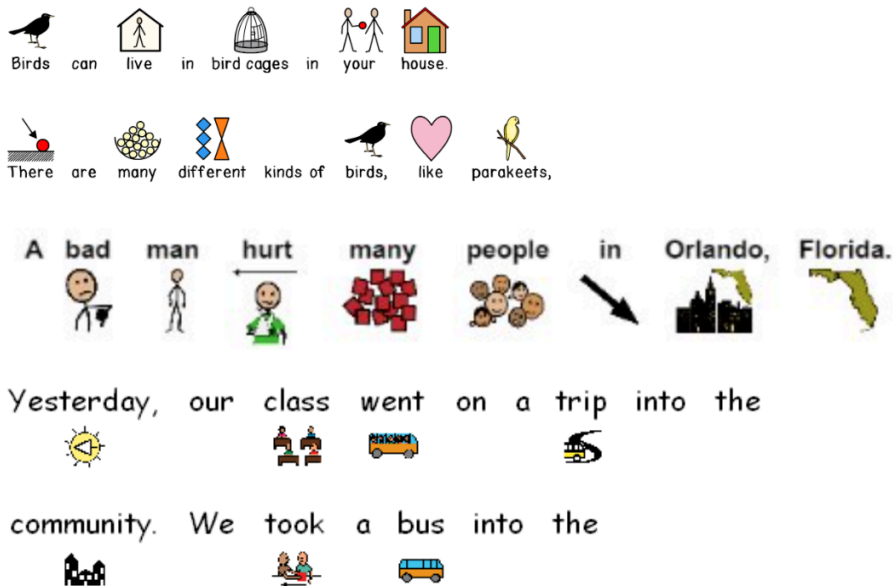 Birds can live in bird cages in your house.
There are many different kinds of birds, like parakeets,
A bad man hurt many people in Orlando, Florida.
Yesterday, our class went on a trip into the
community. We took a bus into the